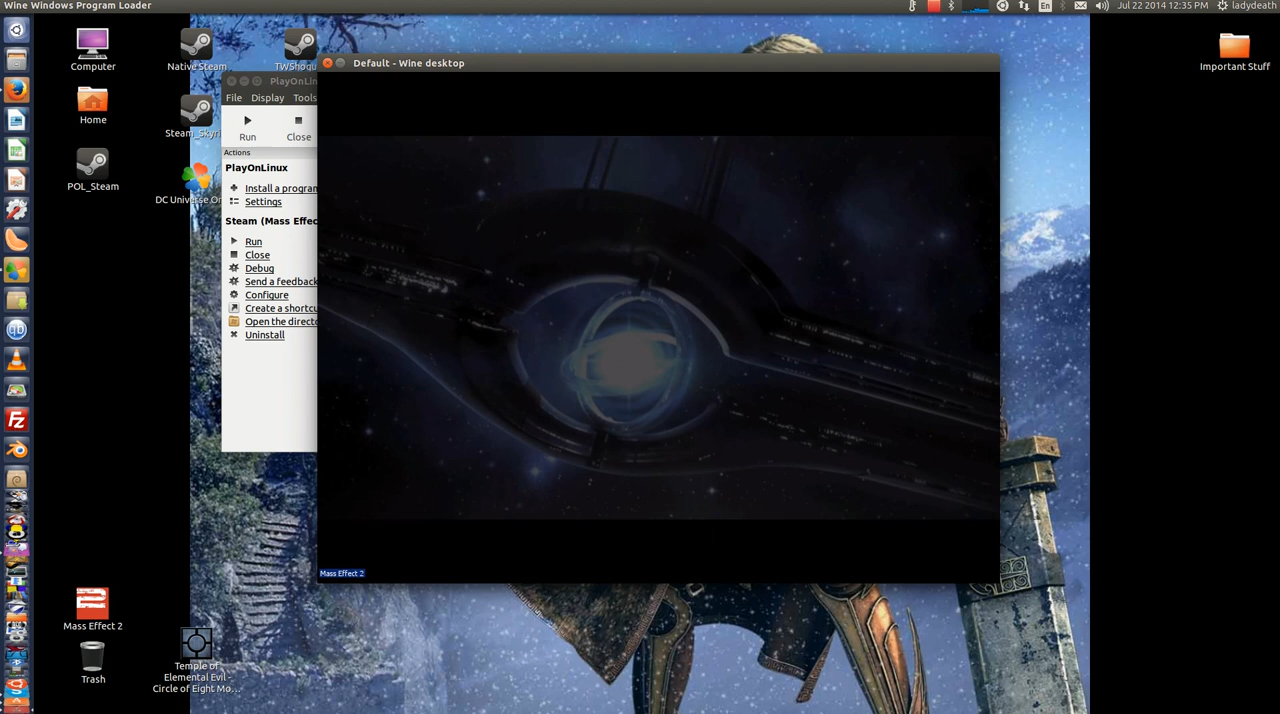 Wine Windows Program Loader
En
Jul 22 2014 12:35 PM
ladydeath
Computer
Native Steam
Important Stuff
Default - Wine desktop
PlayOnLin
File Display Tools
Home
Steam_Skyri
Run Close
Actions
PlayOnLinux
POL_Steam
Install a program
DC Universe On
Settings
Steam (Mass Effec
Run
Close
Debug
Send a feedback
Configure
Create a shortcu
Open the directo
Uninstall
Mass Effect 2
Mass Effect 2
Trash
Temple of
Elemental Evil -
Circle of Eight Mo...